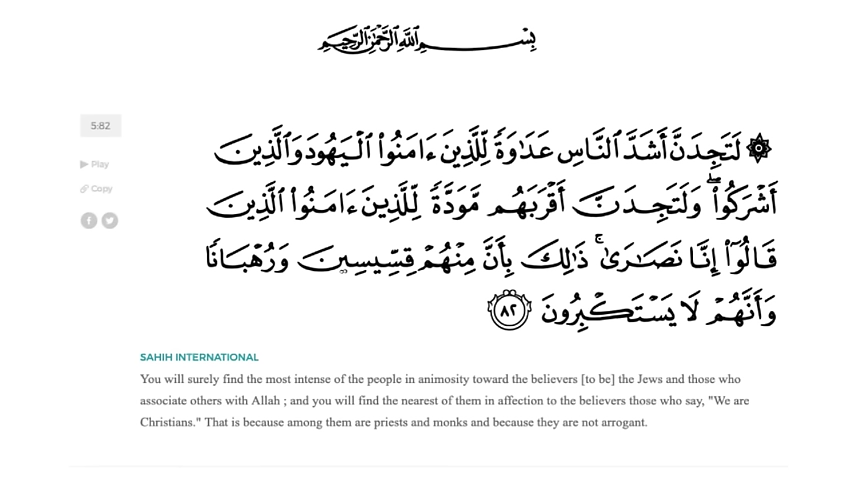 بِسْمِ اللَّهِ الرَّحْمَٰنِ الرَّحِيمِ
5:82
Play
Copy
۞ لَتَجِدَنَّ أَشَدَّ ٱلنَّاسِ عَدَٰوَةً لِّلَّذِينَ ءَامَنُوا۟ ٱلْيَهُودَ وَٱلَّذِينَ
أَشْرَكُوا۟ ۖ وَلَتَجِدَنَّ أَقْرَبَهُم مَّوَدَّةً لِّلَّذِينَ ءَامَنُوا۟ ٱلَّذِينَ
قَالُوٓا۟ إِنَّا نَصَٰرَىٰ ۚ ذَٰلِكَ بِأَنَّ مِنْهُمْ قِسِّيسِينَ وَرُهْبَانًا
وَأَنَّهُمْ لَا يَسْتَكْبِرُونَ ٨٢
SAHIH INTERNATIONAL
You will surely find the most intense of the people in animosity toward the believers [to be] the Jews and those who
associate others with Allah ; and you will find the nearest of them in affection to the believers those who say, "We are
Christians." That is because among them are priests and monks and because they are not arrogant.